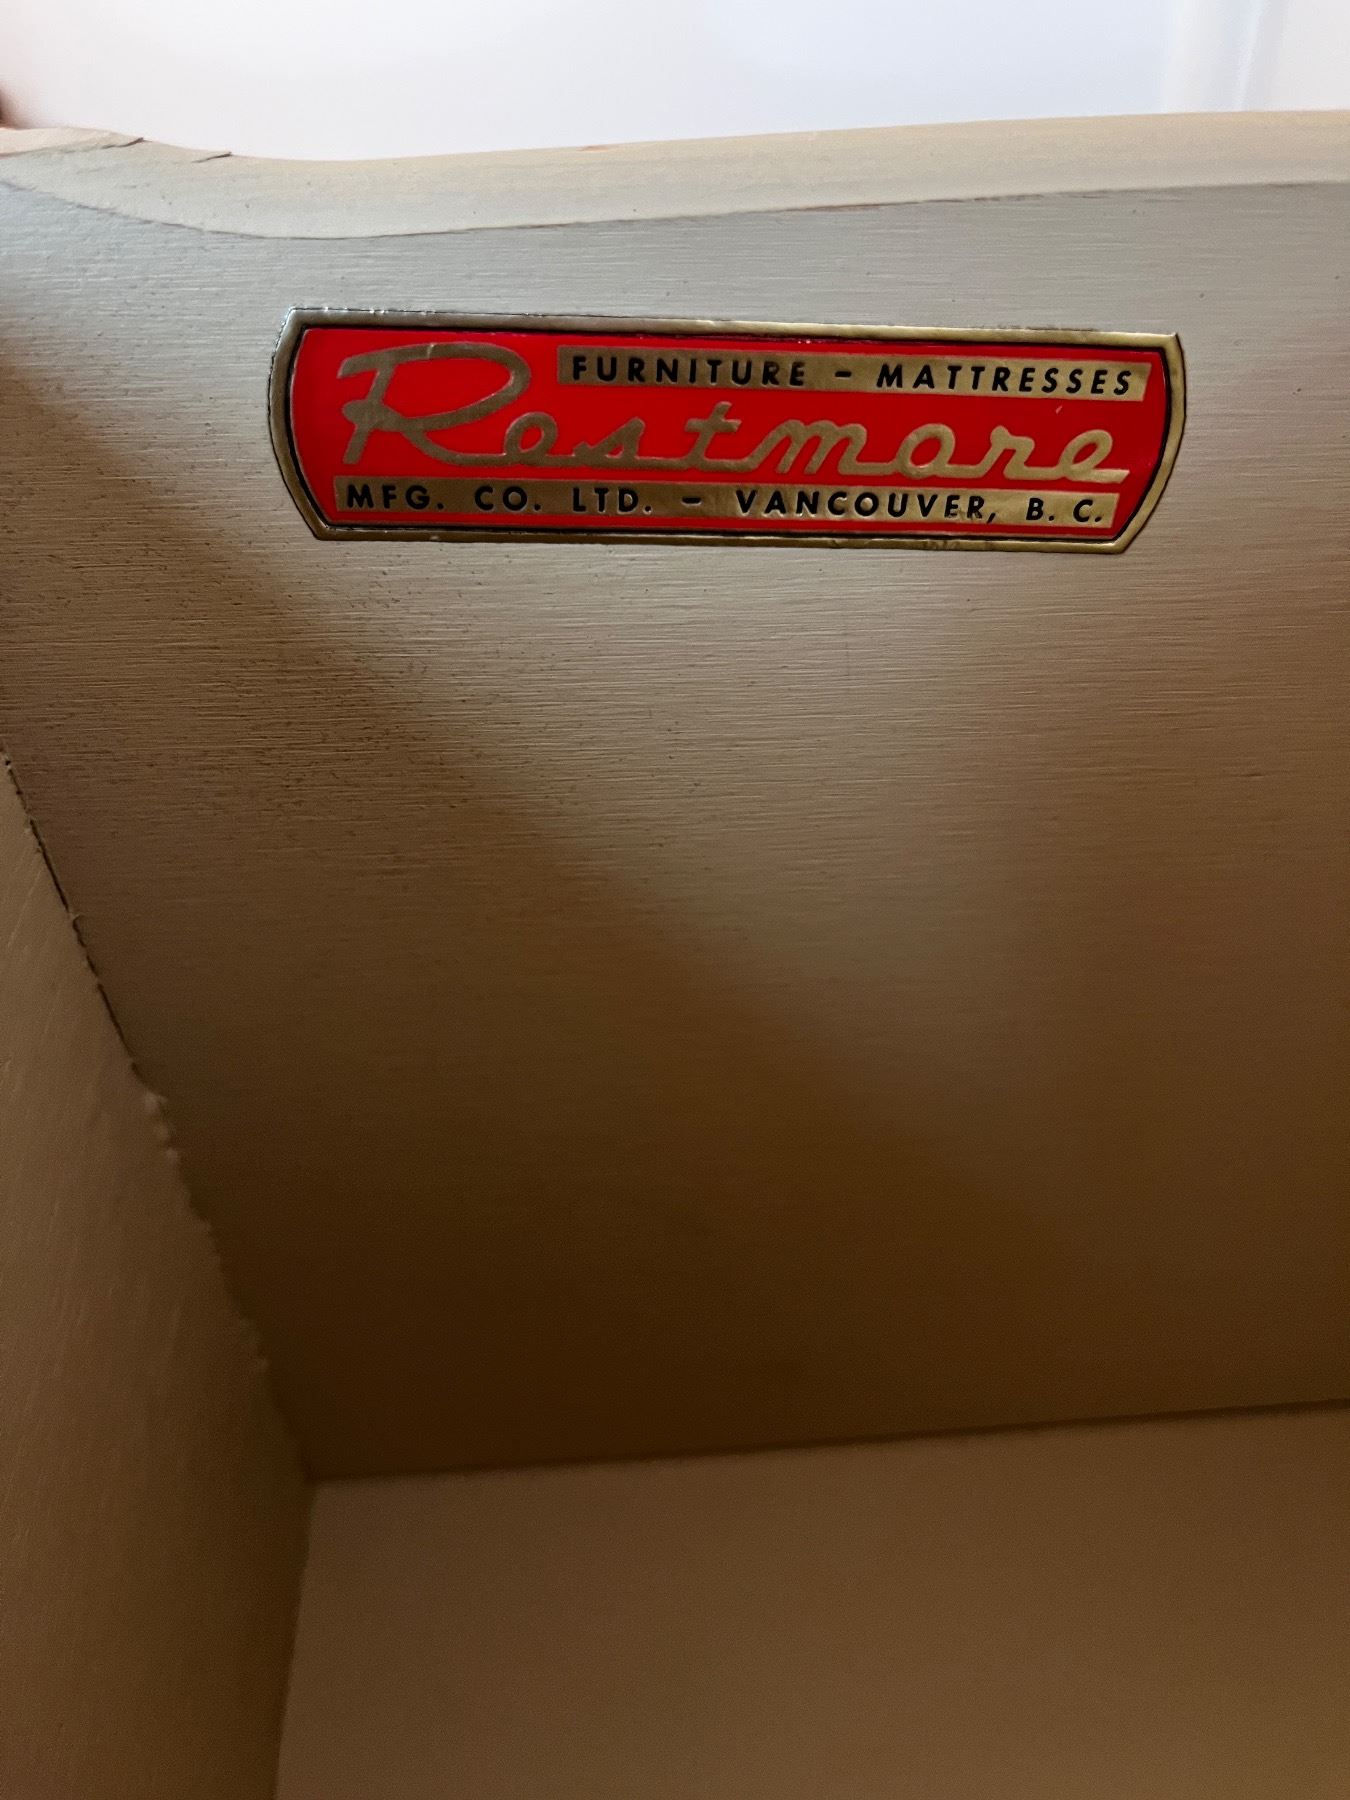 FURNITURE - MATTRESSES
Restmore
MFG. CO. LTD. - VANCOUVER, B. C.